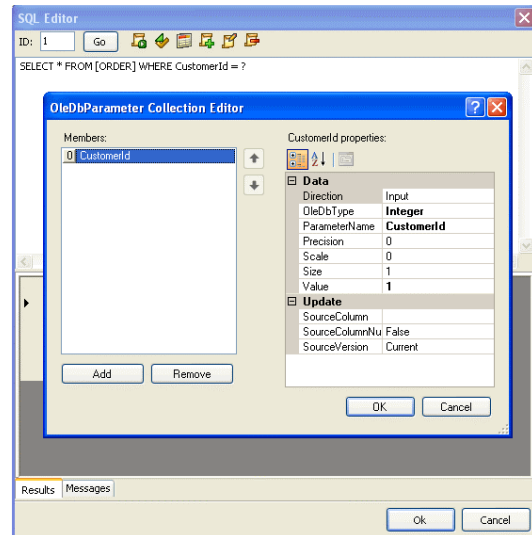 SQL Editor
ID: 1 Go
SELECT * FROM [ORDER] WHERE CustomerId = ?
OleDbParameter Collection Editor
Members:
0 CustomerId
Add Remove
CustomerId properties:
Data
Direction Input
OleDbType Integer
ParameterName CustomerId
Precision 0
Scale 0
Size 1
Value 1
Update
SourceColumn
SourceColumnNu False
SourceVersion Current
OK Cancel
Results Messages
Ok Cancel